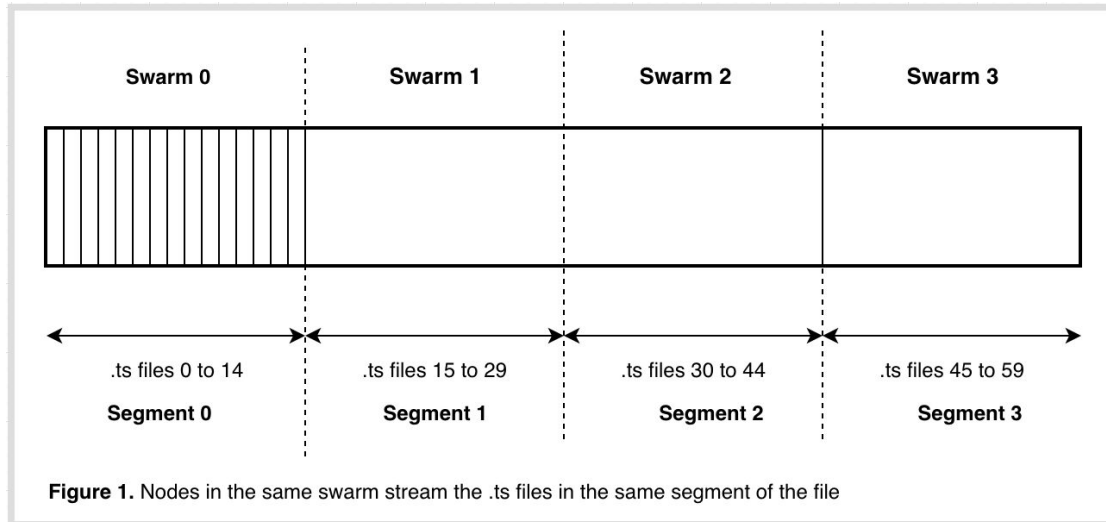 Swarm 0 Swarm 1 Swarm 2 Swarm 3
.ts files 0 to 14 .ts files 15 to 29 .ts files 30 to 44 .ts files 45 to 59
Segment 0 Segment 1 Segment 2 Segment 3
Figure 1. Nodes in the same swarm stream the .ts files in the same segment of the file